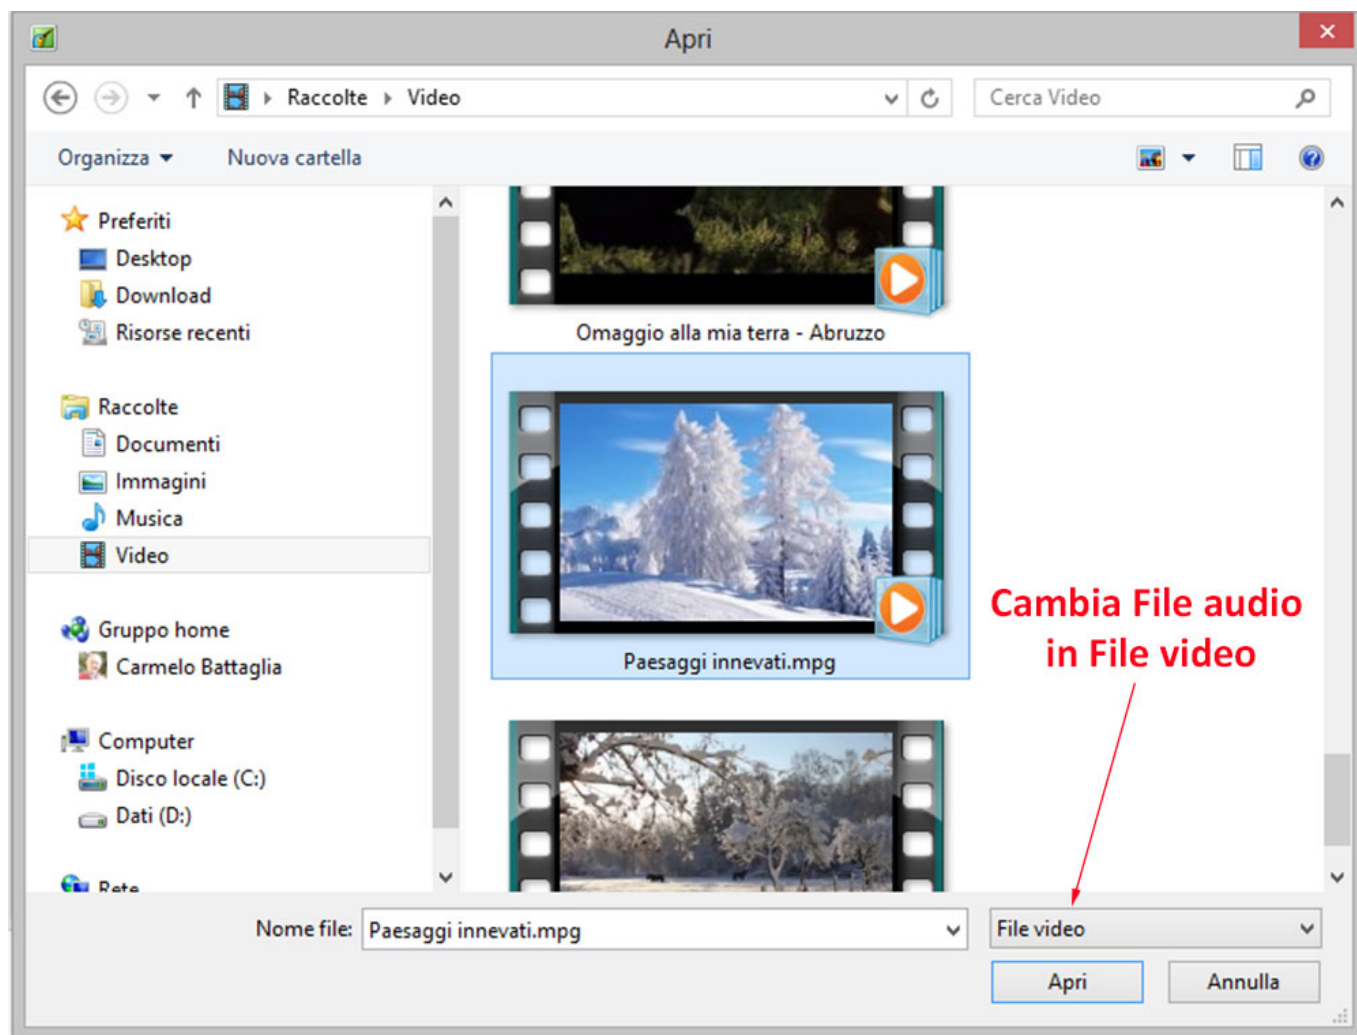 Apri
Raccolte Video
Cerca Video
Organizza Nuova cartella
Preferiti
Desktop
Download
Risorse recenti
Raccolte
Documenti
Immagini
Musica
Video
Gruppo home
Carmelo Battaglia
Computer
Disco locale (C:)
Dati (D:)
Rete
Omaggio alla mia terra - Abruzzo
Paesaggi innevati.mpg
Cambia File audio
in File video
Nome file: Paesaggi innevati.mpg
File video
Apri Annulla